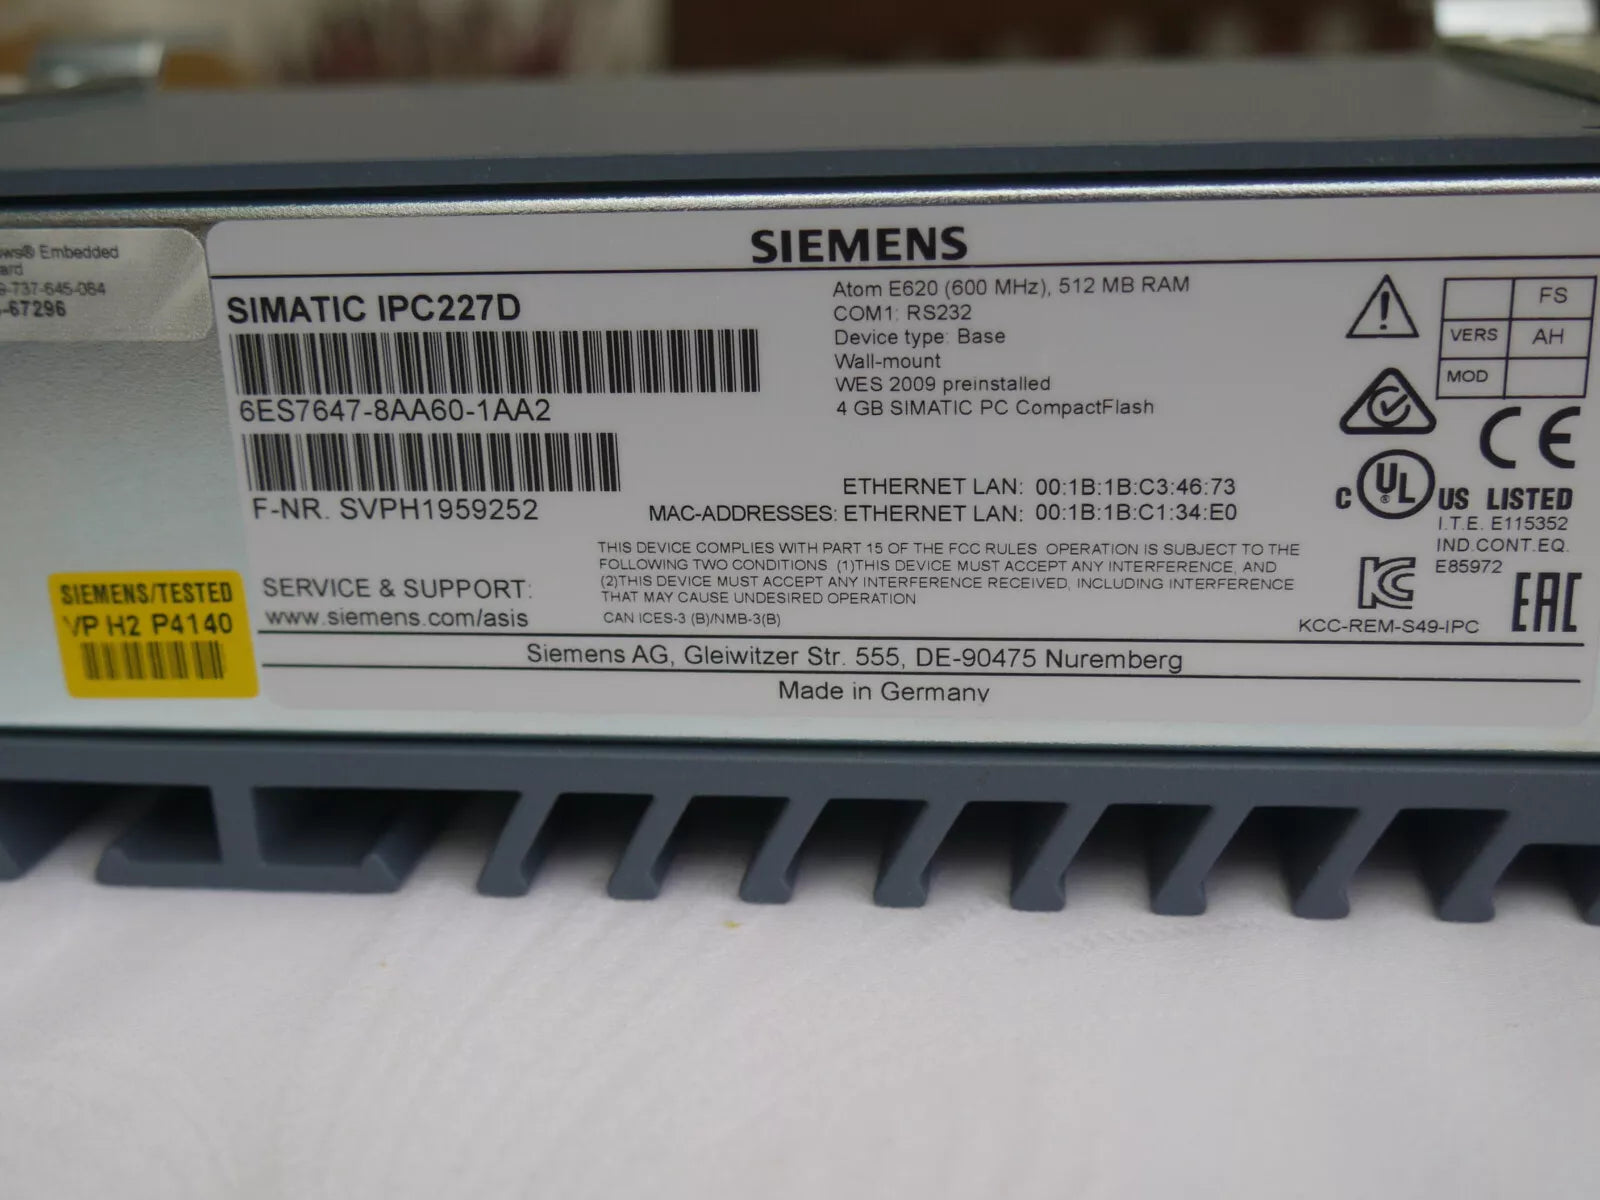 Embedded
-737-645-084
-67296
SIEMENS
SIMATIC IPC227D
6ES7647-8AA60-1AA2
F-NR. SVPH1959252
Atom E620 (600 MHz), 512 MB RAM
COM1: RS232
Device type: Base
Wall-mount
WES 2009 preinstalled
4 GB SIMATIC PC CompactFlash
ETHERNET LAN: 00:1B:1B:C3:46:73
MAC-ADDRESSES: ETHERNET LAN: 00:1B:1B:C1:34:E0
FS
VERS AH
MOD
CE
C UL US LISTED
®
I.T.E. E115352
IND.CONT.EQ.
E85972
KC EAC
KCC-REM-S49-IPC
THIS DEVICE COMPLIES WITH PART 15 OF THE FCC RULES OPERATION IS SUBJECT TO THE
FOLLOWING TWO CONDITIONS (1)THIS DEVICE MUST ACCEPT ANY INTERFERENCE, AND
(2)THIS DEVICE MUST ACCEPT ANY INTERFERENCE RECEIVED, INCLUDING INTERFERENCE
THAT MAY CAUSE UNDESIRED OPERATION
CAN ICES-3 (B)/NMB-3(B)
SERVICE & SUPPORT:
www.siemens.com/asis
SIEMENS/TESTED
VP H2 P4140
Siemens AG, Gleiwitzer Str. 555, DE-90475 Nuremberg
Made in Germany